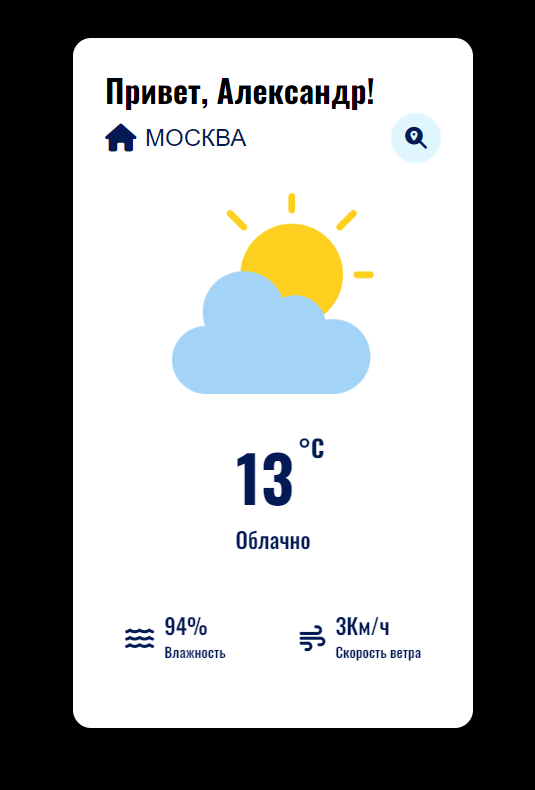 Привет, Александр!
МОСКВА
13°C
Облачно
94%
Влажность
3Км/ч
Скорость ветра